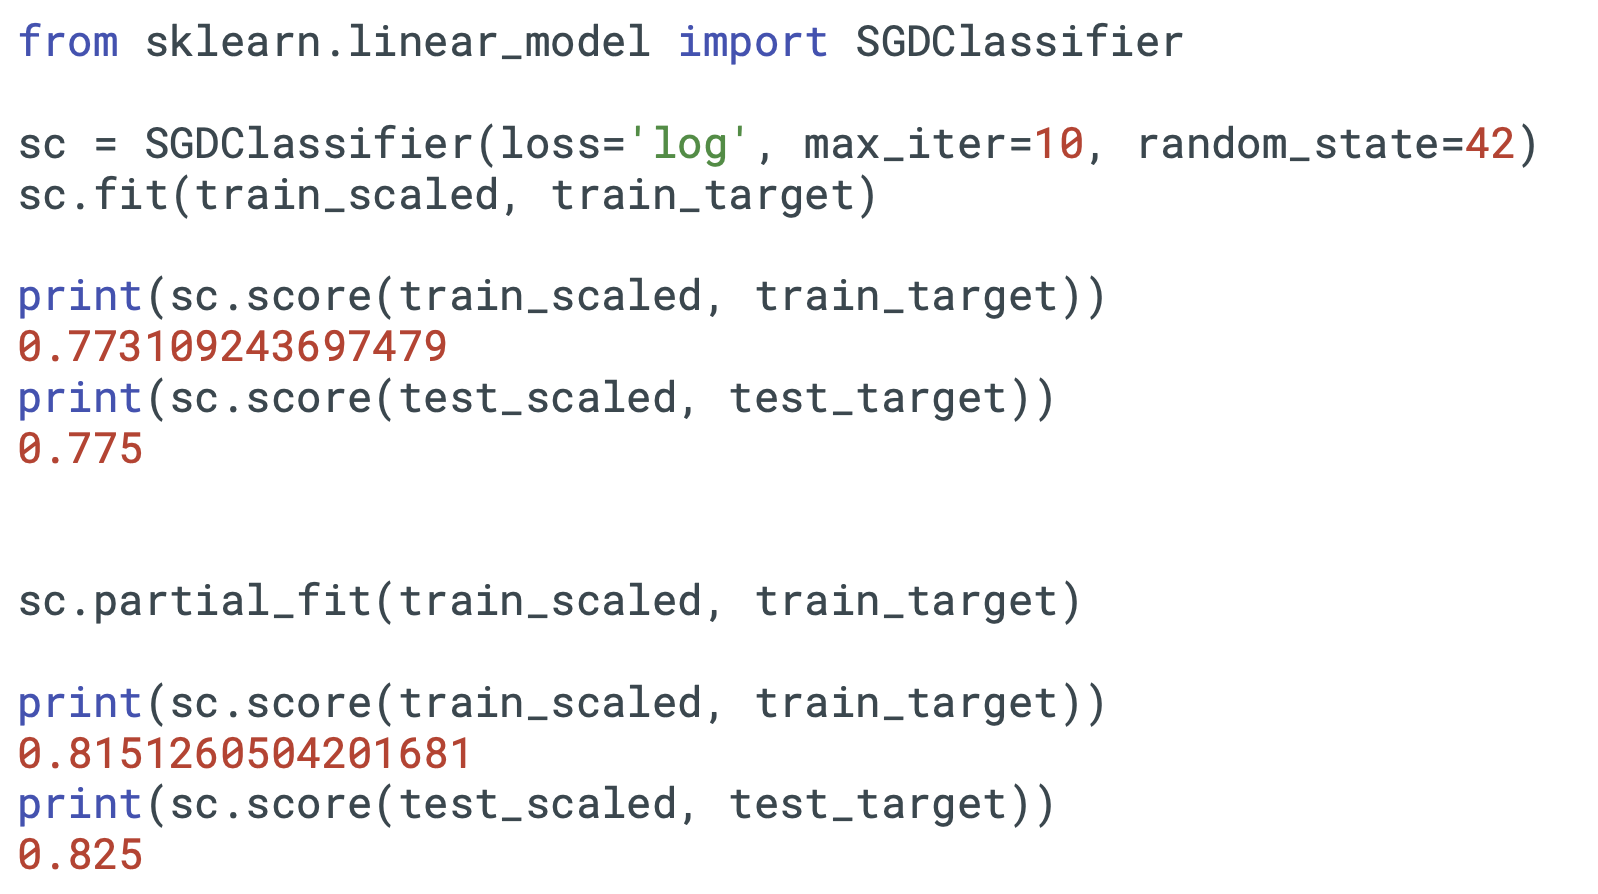 from sklearn.linear_model import SGDClassifier
sc = SGDClassifier(loss='log', max_iter=10, random_state=42)
sc.fit(train_scaled, train_target)
print(sc.score(train_scaled, train_target))
0.773109243697479
print(sc.score(test_scaled, test_target))
0.775
sc.partial_fit(train_scaled, train_target)
print(sc.score(train_scaled, train_target))
0.8151260504201681
print(sc.score(test_scaled, test_target))
0.825